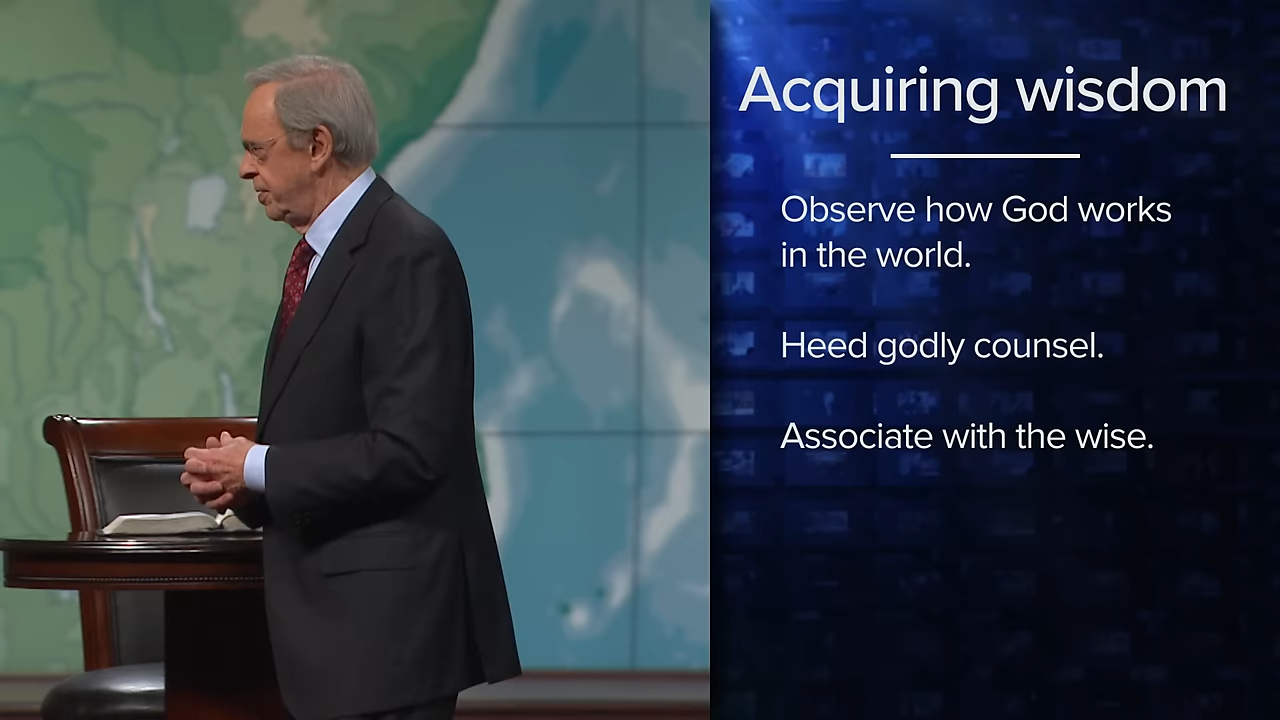 Acquiring wisdom
Observe how God works
in the world.
Heed godly counsel.
Associate with the wise.